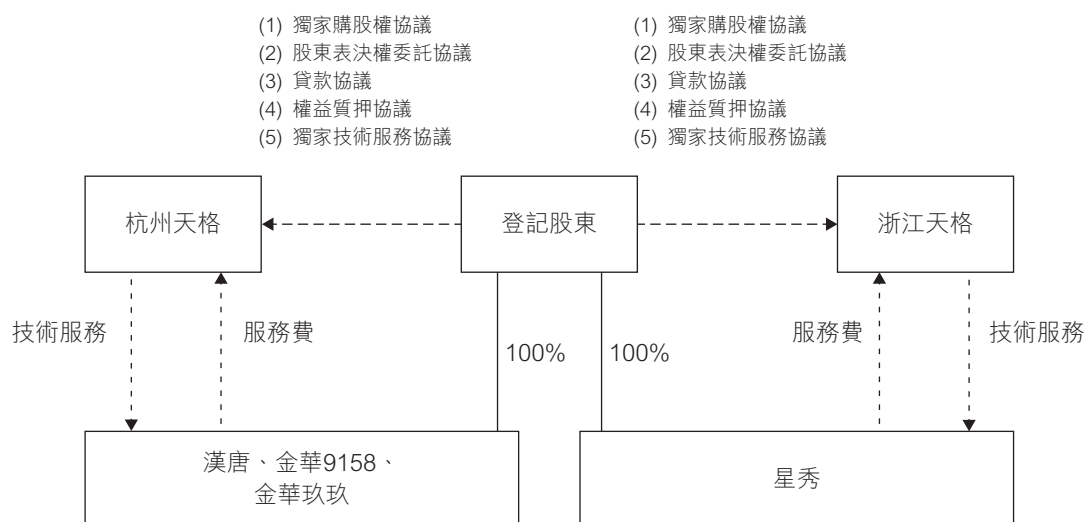 (1) 獨家購股權協議
(2) 股東表決權委託協議
(3) 貸款協議
(4) 權益質押協議
(5) 獨家技術服務協議
(1) 獨家購股權協議
(2) 股東表決權委託協議
(3) 貸款協議
(4) 權益質押協議
(5) 獨家技術服務協議
杭州天格
登記股東
浙江天格
技術服務
服務費
100%
100%
服務費
技術服務
漢唐、金華9158、
金華玖玖
星秀